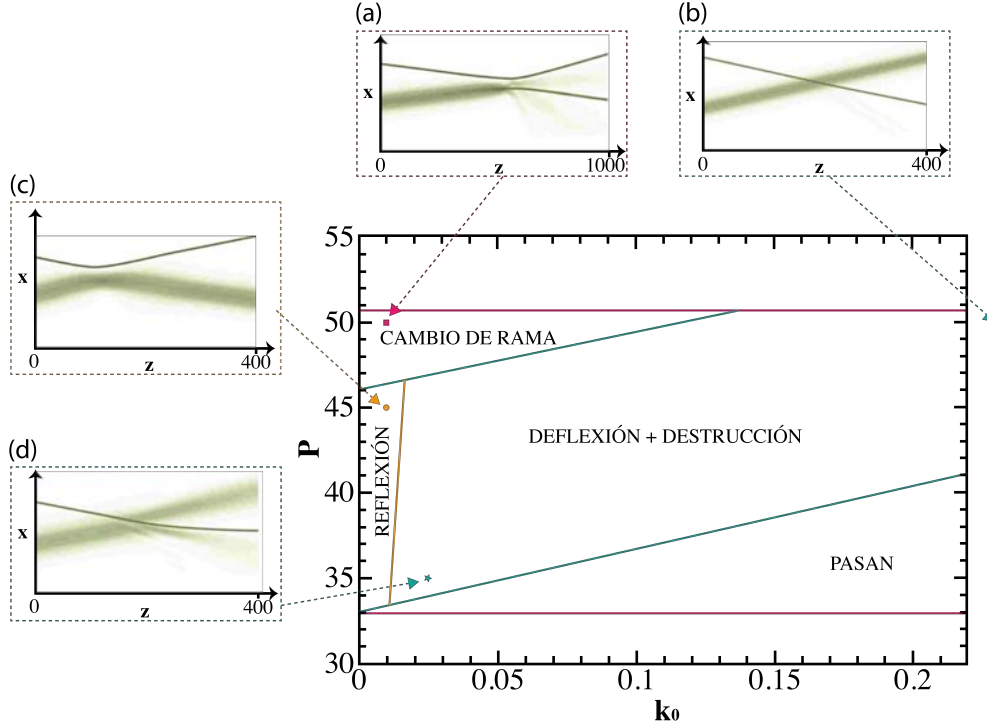 (a)
x
0
z
1000
(b)
x
0
z
400
(c)
x
0
z
400
(d)
x
0
z
400
55
50
45
40
35
30
P
CAMBIO DE RAMA
REFLEXIÓN
DEFLEXIÓN + DESTRUCCIÓN
PASAN
0
0.05
0.1
0.15
0.2
k₀